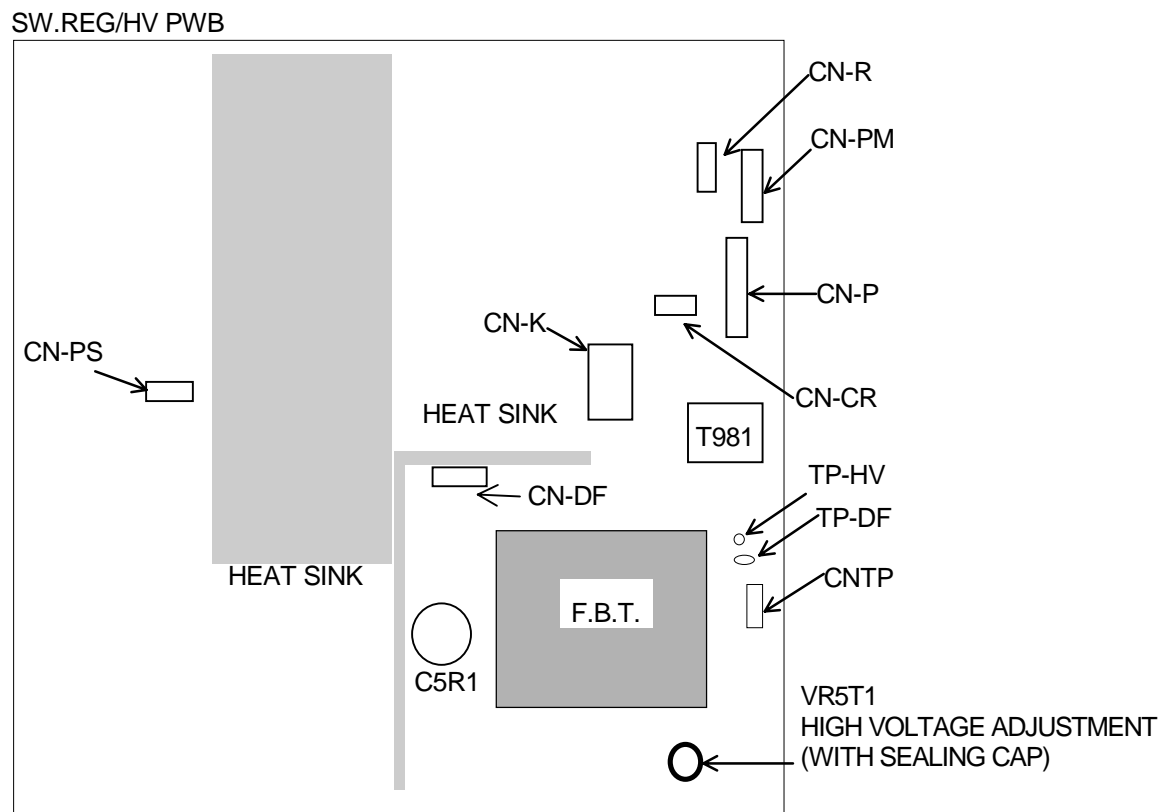 SW.REG/HV PWB
CN-R
CN-PM
CN-P
CN-K
CN-PS
CN-CR
HEAT SINK
T981
TP-HV
CN-DF
TP-DF
HEAT SINK
CNTP
F.B.T.
C5R1
VR5T1
HIGH VOLTAGE ADJUSTMENT
(WITH SEALING CAP)